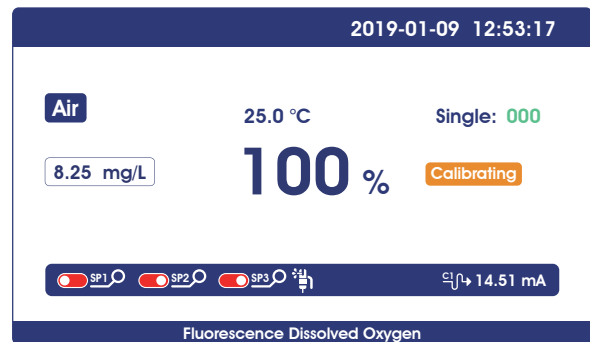 2019-01-09 12:53:17
Air
25.0 °C
Single: 000
8.25 mg/L
100 %
Calibrating
SP1 SP2 SP3 C1 14.51 mA
Fluorescence Dissolved Oxygen